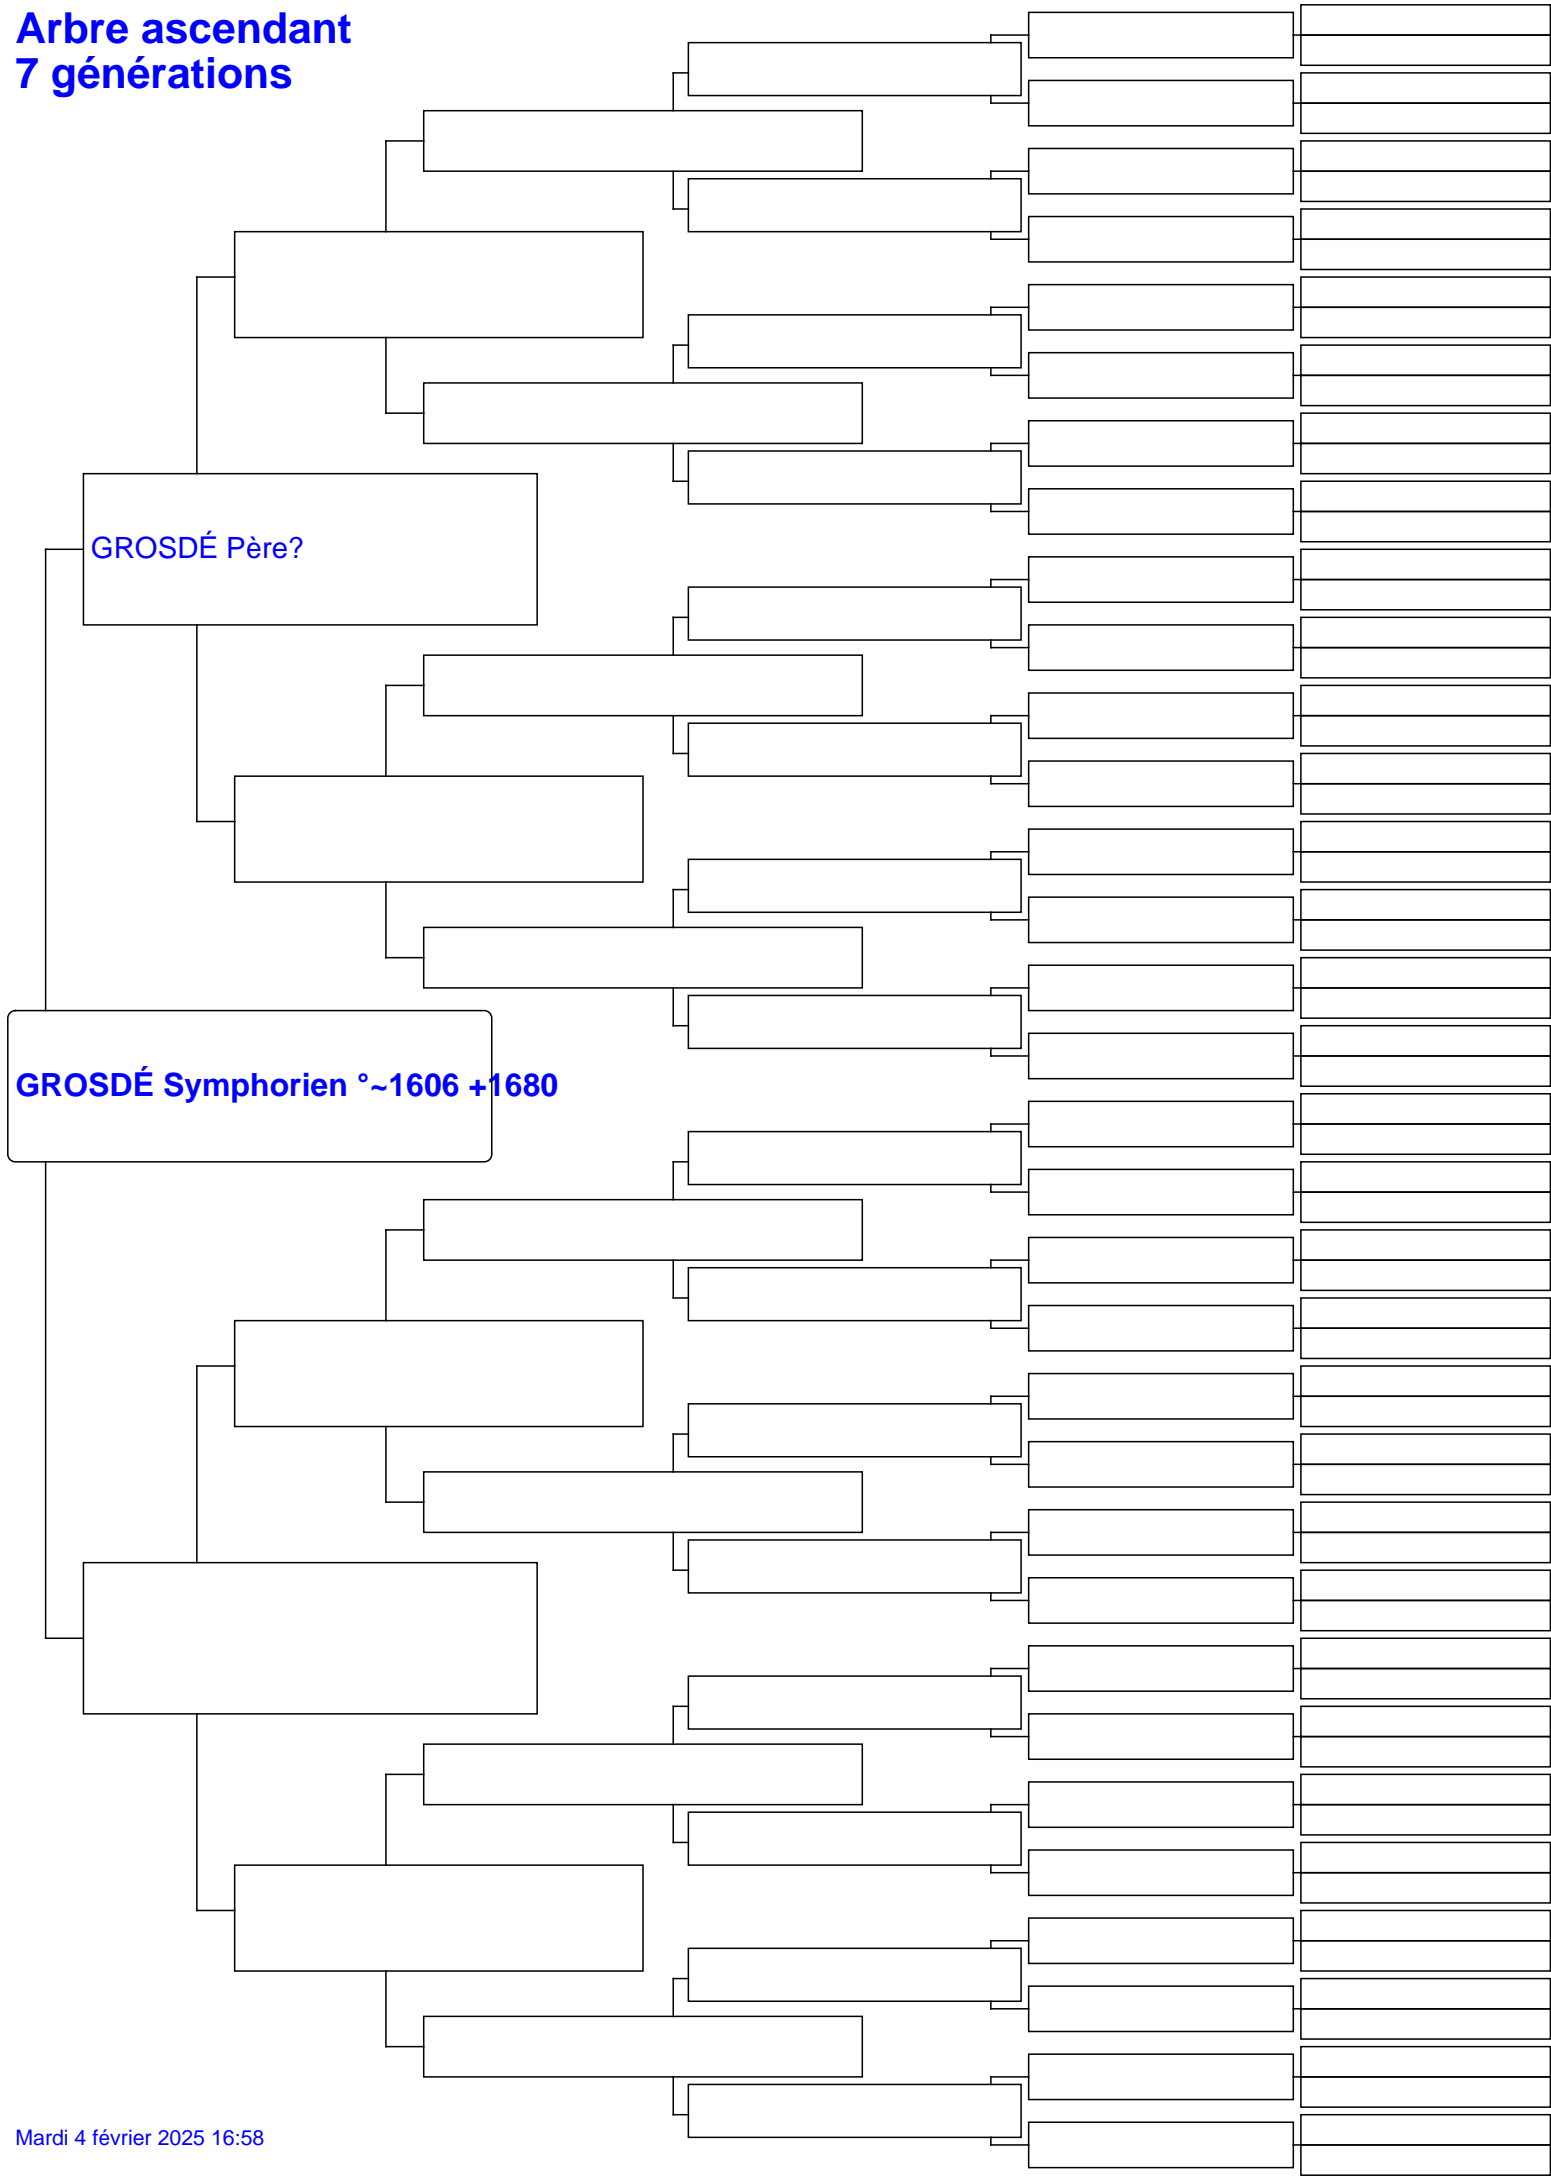 Arbre ascendant
7 générations
GROSDÉ Père?
GROSDÉ Symphorien °~1606 +1680
Mardi 4 février 2025 16:58